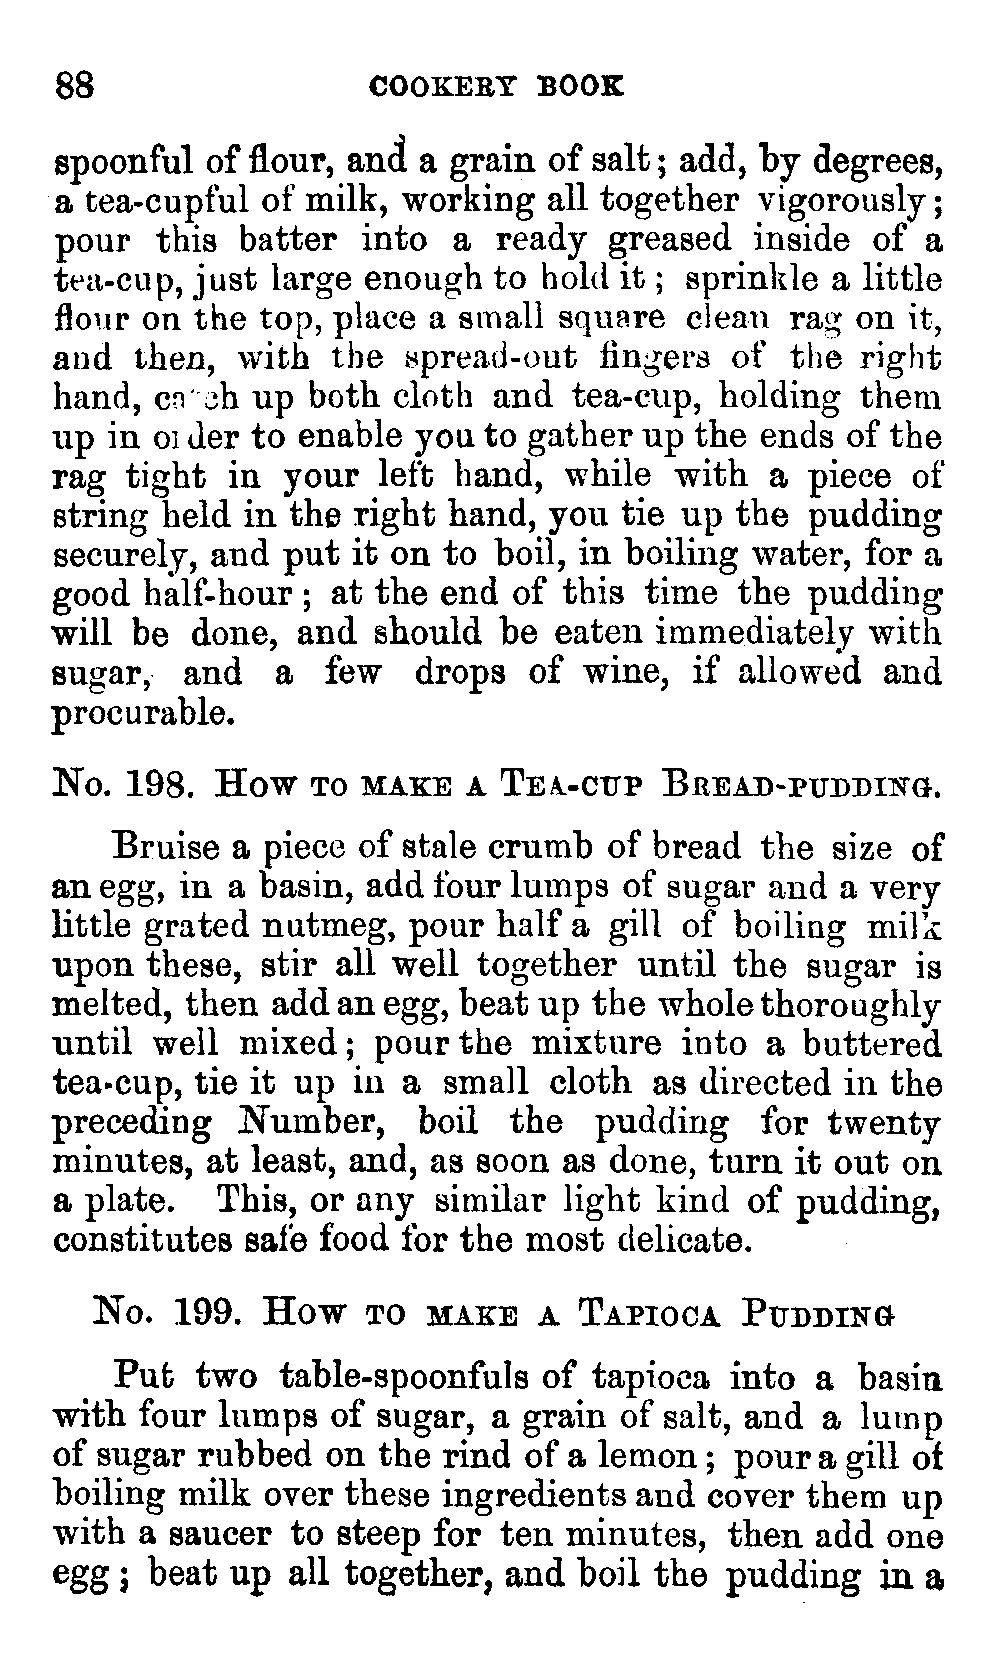 88 COOKERY BOOK
spoonful of flour, and a grain of salt; add, by degrees,
a tea-cupful of milk, working all together vigorously;
pour this batter into a ready greased inside of a
tea-cup, just large enough to hold it; sprinkle a little
flour on the top, place a small square clean rag on it,
and then, with the spread-out fingers of the right
hand, catch up both cloth and tea-cup, holding them
up in order to enable you to gather up the ends of the
rag tight in your left hand, while with a piece of
string held in the right hand, you tie up the pudding
securely, and put it on to boil, in boiling water, for a
good half-hour; at the end of this time the pudding
will be done, and should be eaten immediately with
sugar, and a few drops of wine, if allowed and
procurable.
No. 198. How to make a Tea-cup Bread-pudding.
Bruise a piece of stale crumb of bread the size of
an egg, in a basin, add four lumps of sugar and a very
little grated nutmeg, pour half a gill of boiling milk
upon these, stir all well together until the sugar is
melted, then add an egg, beat up the whole thoroughly
until well mixed; pour the mixture into a buttered
tea-cup, tie it up in a small cloth as directed in the
preceding Number, boil the pudding for twenty
minutes, at least, and, as soon as done, turn it out on
a plate. This, or any similar light kind of pudding,
constitutes safe food for the most delicate.
No. 199. How to make a Tapioca Pudding
Put two table-spoonfuls of tapioca into a basin
with four lumps of sugar, a grain of salt, and a lump
of sugar rubbed on the rind of a lemon; pour a gill of
boiling milk over these ingredients and cover them up
with a saucer to steep for ten minutes, then add one
egg; beat up all together, and boil the pudding in a